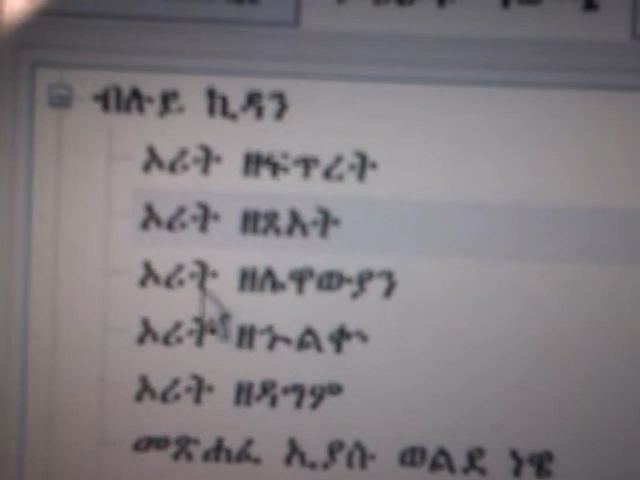 ብሉይ ኪዳን
ኦሪት ዘፍጥረት
ኦሪት ዘጸአት
ኦሪት ዘሌዋውያን
ኦሪት ዘኍልቍ
ኦሪት ዘዳግም
መጽሐፈ ኢያሱ ወልደ ነዌ